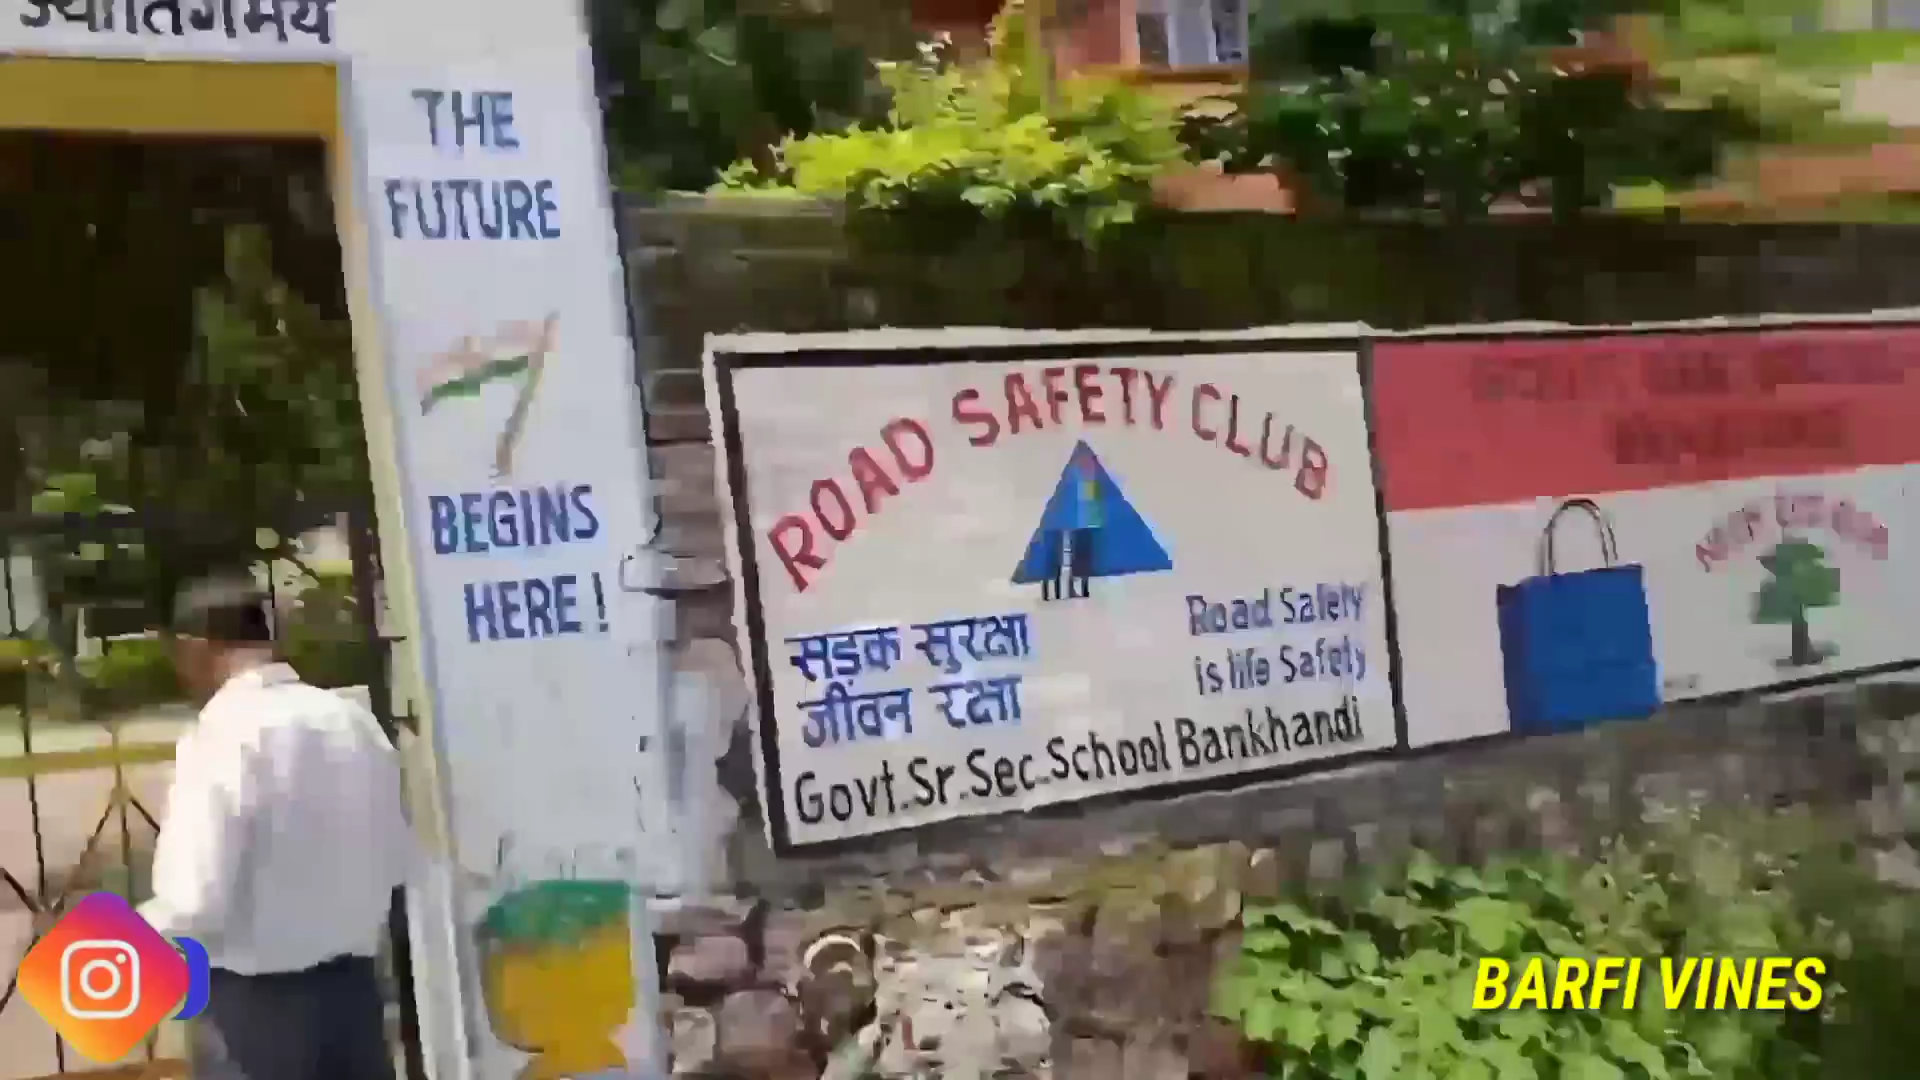 ज्योतिर्गमय
THE
FUTURE
BEGINS
HERE!
ROAD SAFETY CLUB
सड़क सुरक्षा
जीवन रक्षा
Road Safety
is life Safety
Govt.Sr.Sec.School Bankhandi
BARFI VINES